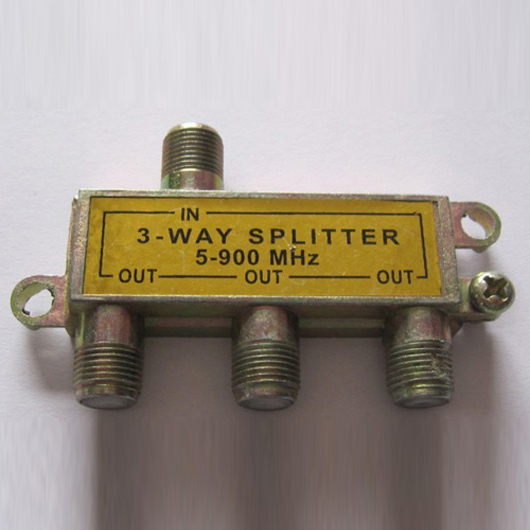 IN
3-WAY SPLITTER
5-900 MHz
OUT OUT OUT